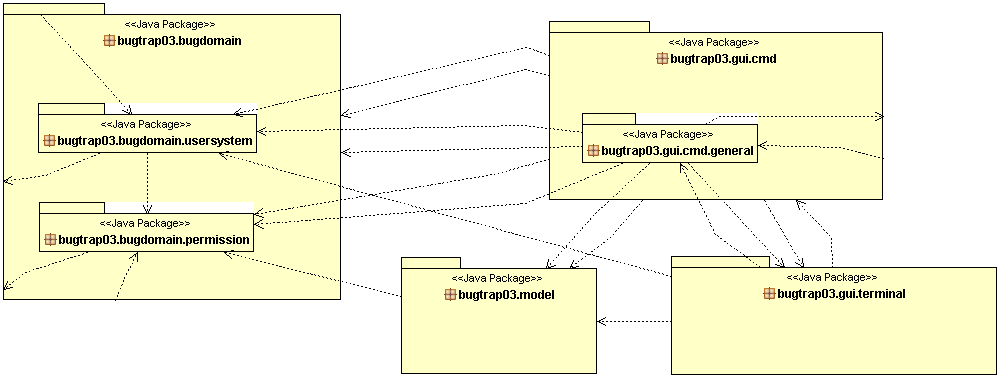 <<Java Package>>
bugtrap03.bugdomain
<<Java Package>>
bugtrap03.bugdomain.usersystem
<<Java Package>>
bugtrap03.bugdomain.permission
<<Java Package>>
bugtrap03.gui.cmd
<<Java Package>>
bugtrap03.gui.cmd.general
<<Java Package>>
bugtrap03.model
<<Java Package>>
bugtrap03.gui.terminal